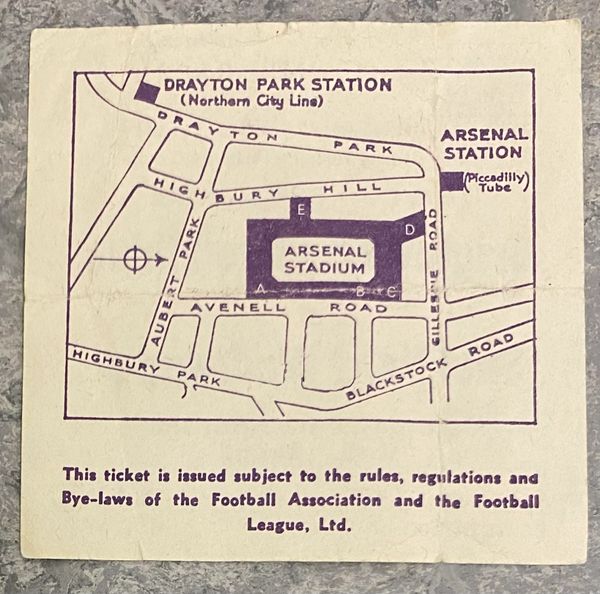 DRAYTON PARK STATION
(Northern City Line)
DRAYTON PARK
ARSENAL
STATION
(Piccadilly
Tube)
HIGHBURY HILL
E
D
ARSENAL
STADIUM
A B C
AUBERT PARK
GILLESPIE ROAD
AVENELL ROAD
HIGHBURY PARK
BLACKSTOCK ROAD
This ticket is issued subject to the rules, regulations and
Bye-laws of the Football Association and the Football
League, Ltd.